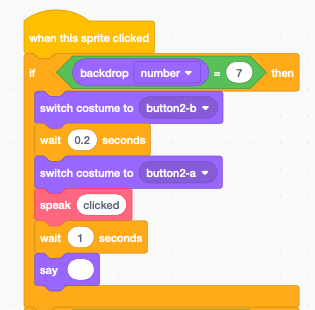 when this sprite clicked
if backdrop number = 7 then
switch costume to button2-b
wait 0.2 seconds
switch costume to button2-a
speak clicked
wait 1 seconds
say